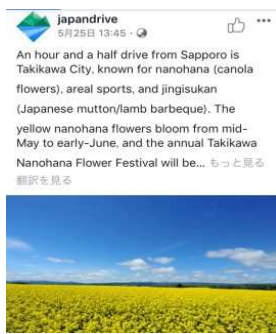 japandrive
5月25日 13:45 ·
An hour and a half drive from Sapporo is
Takikawa City, known for nanohana (canola
flowers), areal sports, and jingisukan
(Japanese mutton/lamb barbeque). The
yellow nanohana flowers bloom from mid-
May to early-June, and the annual Takikawa
Nanohana Flower Festival will be... もっと見る
翻訳を見る